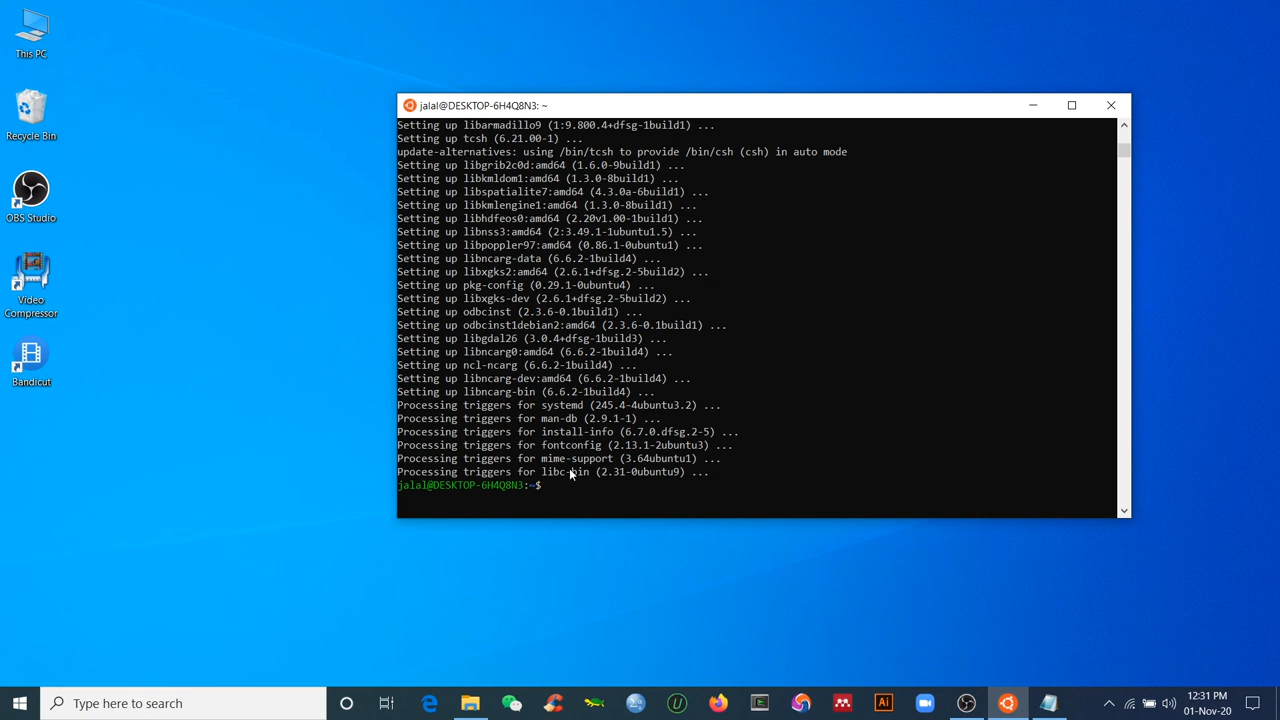 This PC
Recycle Bin
OBS Studio
Video
Compressor
Bandicut
jalal@DESKTOP-6H4Q8N3: ~
Setting up libarmadillo9 (1:9.800.4+dfsg-1build1) ...
Setting up tcsh (6.21.00-1) ...
update-alternatives: using /bin/tcsh to provide /bin/csh (csh) in auto mode
Setting up libgrib2c0d:amd64 (1.6.0-9build1) ...
Setting up libkmldom1:amd64 (1.3.0-8build1) ...
Setting up libspatialite7:amd64 (4.3.0a-6build1) ...
Setting up libkmlengine1:amd64 (1.3.0-8build1) ...
Setting up libhdfeos0:amd64 (2.20v1.00-1build1) ...
Setting up libnss3:amd64 (2:3.49.1-1ubuntu1.5) ...
Setting up libpoppler97:amd64 (0.86.1-0ubuntu1) ...
Setting up libncarg-data (6.6.2-1build4) ...
Setting up libxgks2:amd64 (2.6.1+dfsg.2-5build2) ...
Setting up pkg-config (0.29.1-0ubuntu4) ...
Setting up libxgks-dev (2.6.1+dfsg.2-5build2) ...
Setting up odbcinst (2.3.6-0.1build1) ...
Setting up odbcinst1debian2:amd64 (2.3.6-0.1build1) ...
Setting up libgdal26 (3.0.4+dfsg-1build3) ...
Setting up libncarg0:amd64 (6.6.2-1build4) ...
Setting up ncl-ncarg (6.6.2-1build4) ...
Setting up libncarg-dev:amd64 (6.6.2-1build4) ...
Setting up libncarg-bin (6.6.2-1build4) ...
Processing triggers for systemd (245.4-4ubuntu3.2) ...
Processing triggers for man-db (2.9.1-1) ...
Processing triggers for install-info (6.7.0.dfsg.2-5) ...
Processing triggers for fontconfig (2.13.1-2ubuntu3) ...
Processing triggers for mime-support (3.64ubuntu1) ...
Processing triggers for libc-bin (2.31-0ubuntu9) ...
jalal@DESKTOP-6H4Q8N3:~$
Type here to search
Ai
12:31 PM
01-Nov-20